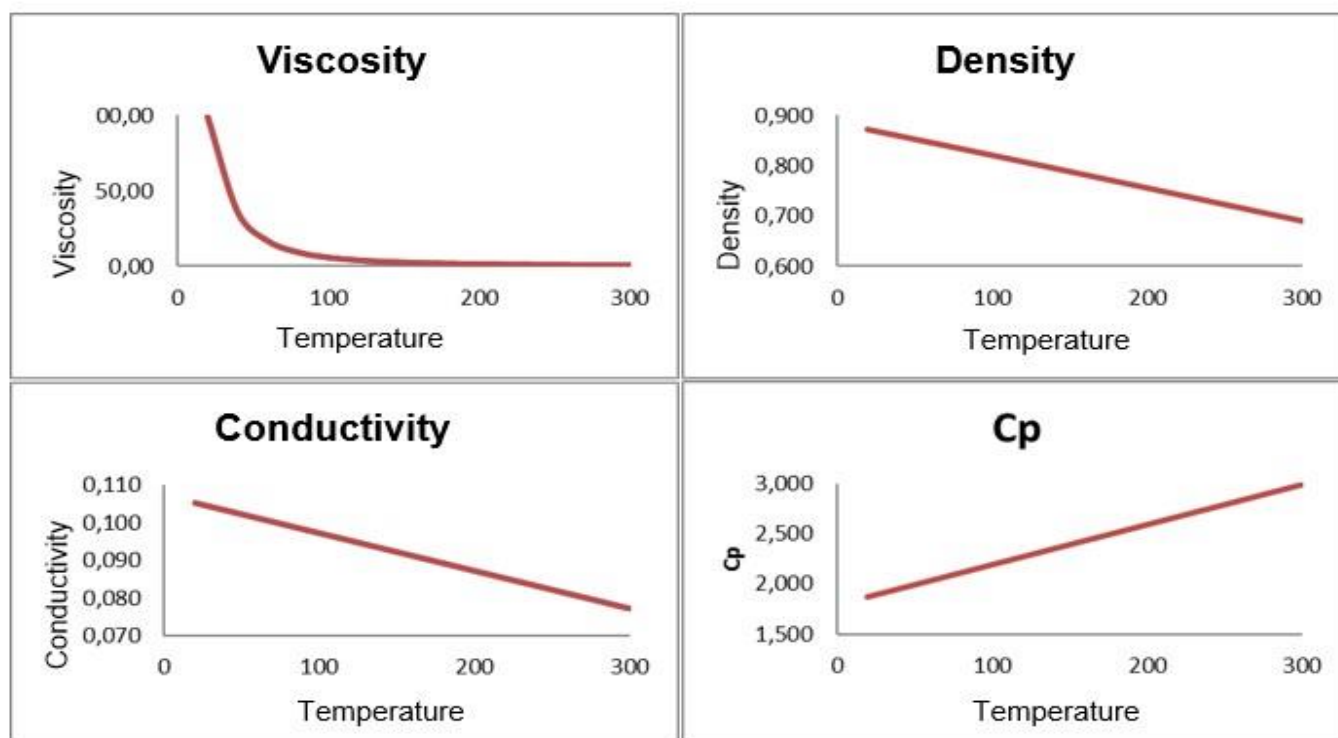 Viscosity
00,00
50,00
0,00
Viscosity
0 100 200 300
Temperature
Density
0,900
0,800
0,700
0,600
Density
0 100 200 300
Temperature
Conductivity
0,110
0,100
0,090
0,080
0,070
Conductivity
0 100 200 300
Temperature
Cp
3,000
2,500
2,000
1,500
Cp
0 100 200 300
Temperature